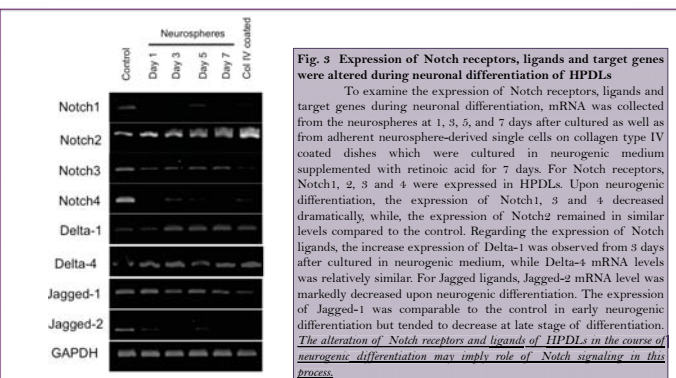 Neurospheres
Control
Day 1
Day 3
Day 5
Day 7
Col IV coated
Notch1
Notch2
Notch3
Notch4
Delta-1
Delta-4
Jagged-1
Jagged-2
GAPDH
Fig. 3 Expression of Notch receptors, ligands and target genes
were altered during neuronal differentiation of HPDLs
To examine the expression of Notch receptors, ligands and
target genes during neuronal differentiation, mRNA was collected
from the neurospheres at 1, 3, 5, and 7 days after cultured as well as
from adherent neurosphere-derived single cells on collagen type IV
coated dishes which were cultured in neurogenic medium
supplemented with retinoic acid for 7 days. For Notch receptors,
Notch1, 2, 3 and 4 were expressed in HPDLs. Upon neurogenic
differentiation, the expression of Notch1, 3 and 4 decreased
dramatically, while, the expression of Notch2 remained in similar
levels compared to the control. Regarding the expression of Notch
ligands, the increase expression of Delta-1 was observed from 3 days
after cultured in neurogenic medium, while Delta-4 mRNA levels
was relatively similar. For Jagged ligands, Jagged-2 mRNA level was
markedly decreased upon neurogenic differentiation. The expression
of Jagged-1 was comparable to the control in early neurogenic
differentiation but tended to decrease at late stage of differentiation.
The alteration of Notch receptors and ligands of HPDLs in the course of
neurogenic differentiation may imply role of Notch signaling in this
process.